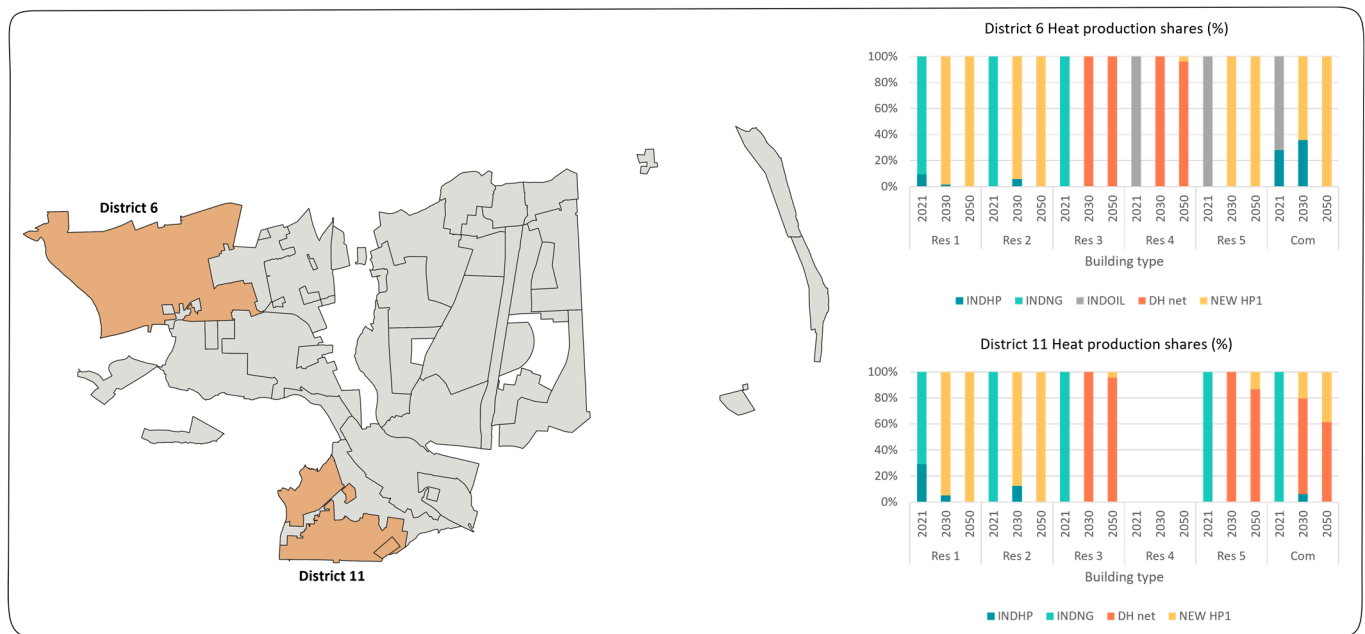 District 6
District 11
District 6 Heat production shares (%)
100%
80%
60%
40%
20%
0%
2021 2030 2050 2021 2030 2050 2021 2030 2050 2021 2030 2050 2021 2030 2050 2021 2030 2050
Res 1 Res 2 Res 3 Res 4 Res 5 Com
Building type
INDHP INDNG INDOIL DH net NEW HP1
District 11 Heat production shares (%)
100%
80%
60%
40%
20%
0%
2021 2030 2050 2021 2030 2050 2021 2030 2050 2021 2030 2050 2021 2030 2050 2021 2030 2050
Res 1 Res 2 Res 3 Res 4 Res 5 Com
Building type
INDHP INDNG DH net NEW HP1